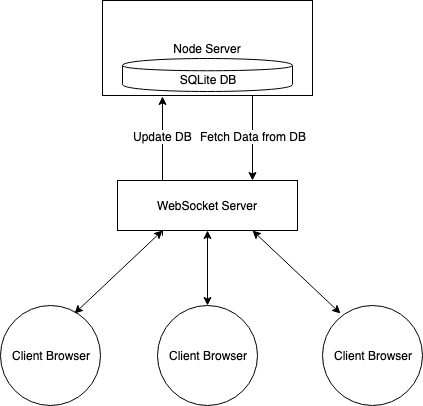 Node Server
SQLite DB
Update DB
Fetch Data from DB
WebSocket Server
Client Browser
Client Browser
Client Browser